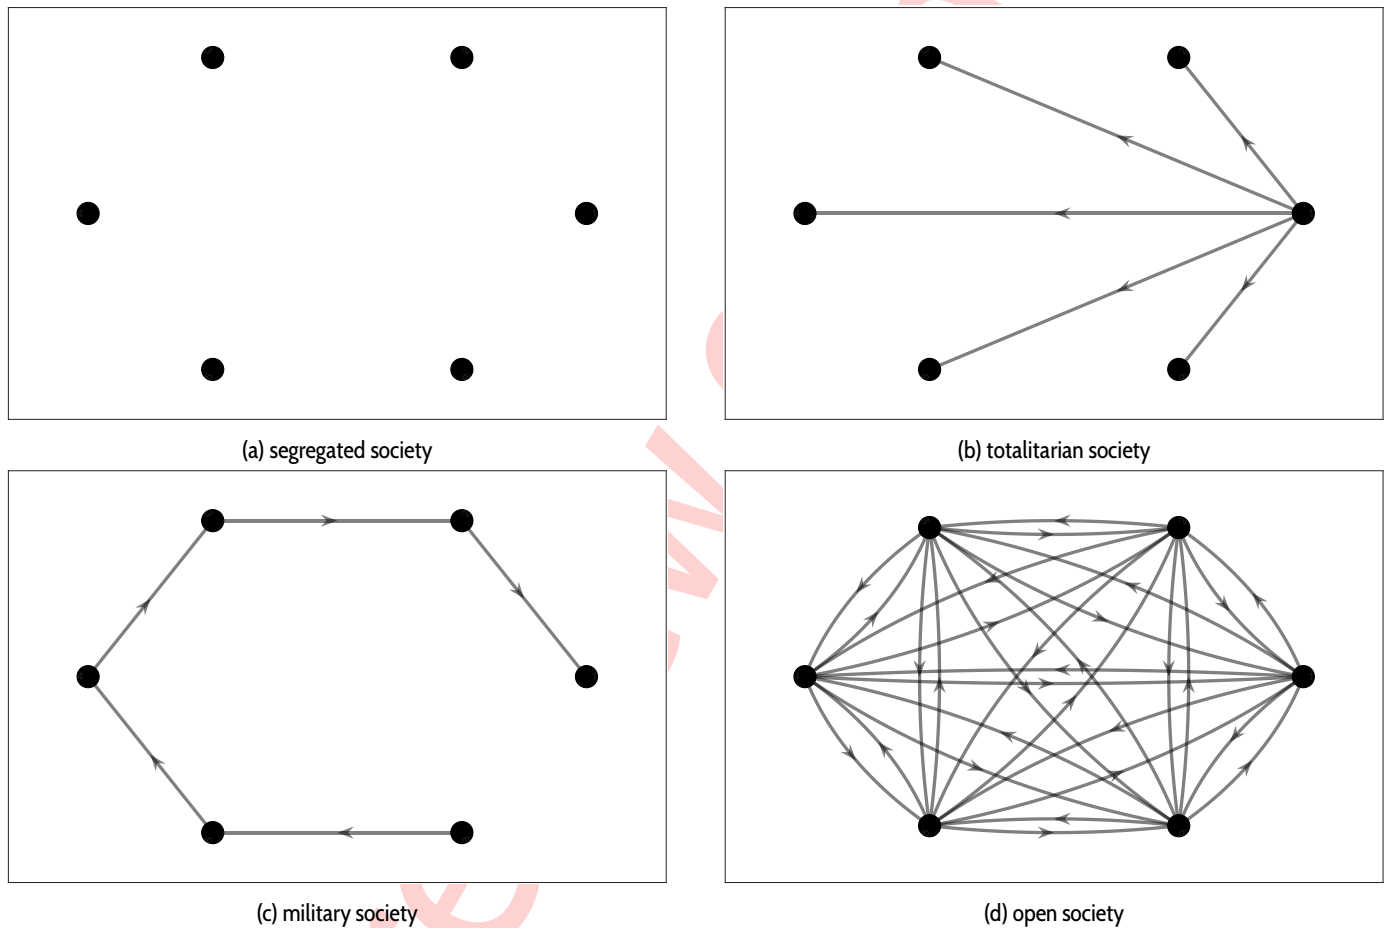 (a) segregated society
(b) totalitarian society
(c) military society
(d) open society